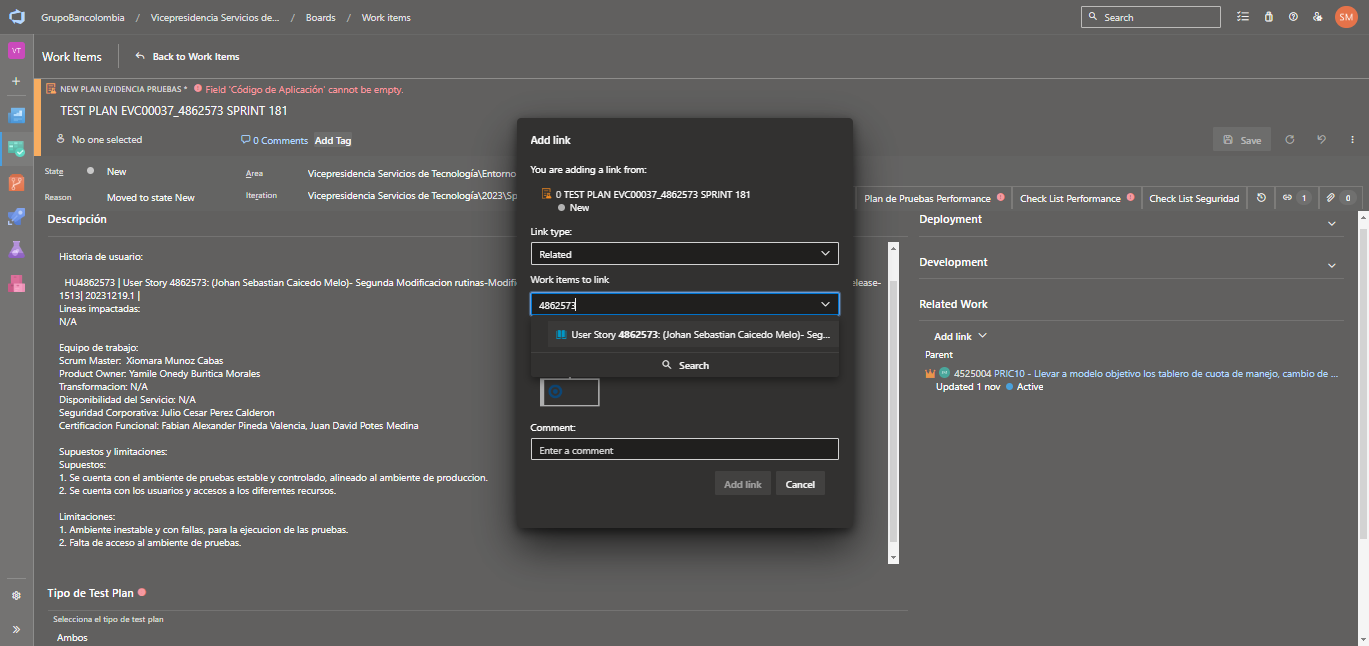 GrupoBancolombia / Vicepresidencia Servicios de... / Boards / Work items
Search
SM
VT
Work Items
Back to Work Items
NEW PLAN EVIDENCIA PRUEBAS * Field 'Código de Aplicación' cannot be empty.
TEST PLAN EVC00037_4862573 SPRINT 181
No one selected
0 Comments
Add Tag
Save
State
New
Area
Vicepresidencia Servicios de Tecnología\Entorno
Reason
Moved to state New
Iteration
Vicepresidencia Servicios de Tecnología\2023\Sp
Plan de Pruebas Performance
Check List Performance
Check List Seguridad
1
0
Descripción
Historia de usuario:
HU4862573 | User Story 4862573: (Johan Sebastian Caicedo Melo)- Segunda Modificacion rutinas-Modifi
elease-
1513| 20231219.1 |
Lineas impactadas:
N/A
Equipo de trabajo:
Scrum Master: Xiomara Munoz Cabas
Product Owner: Yamile Onedy Buritica Morales
Transformacion: N/A
Disponibilidad del Servicio: N/A
Seguridad Corporativa: Julio Cesar Perez Calderon
Certificacion Funcional: Fabian Alexander Pineda Valencia, Juan David Potes Medina
Supuestos y limitaciones:
Supuestos:
1. Se cuenta con el ambiente de pruebas estable y controlado, alineado al ambiente de produccion.
2. Se cuenta con los usuarios y accesos a los diferentes recursos.
Limitaciones:
1. Ambiente inestable y con fallas, para la ejecucion de las pruebas.
2. Falta de acceso al ambiente de pruebas.
Tipo de Test Plan
Selecciona el tipo de test plan
Ambos
Add link
You are adding a link from:
0 TEST PLAN EVC00037_4862573 SPRINT 181
New
Link type:
Related
Work items to link
4862573
User Story 4862573: (Johan Sebastian Caicedo Melo)- Seg...
Search
Comment:
Enter a comment
Add link
Cancel
Deployment
Development
Related Work
Add link
Parent
4525004 PRIC10 - Llevar a modelo objetivo los tablero de cuota de manejo, cambio de ...
Updated 1 nov
Active